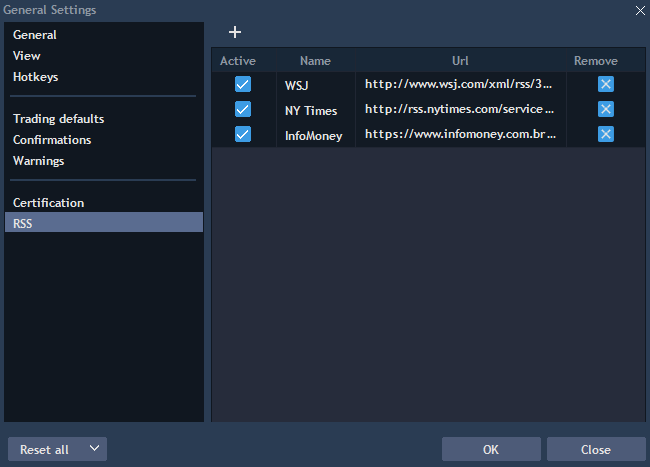 General Settings
General
View
Hotkeys
Trading defaults
Confirmations
Warnings
Certification
RSS
Active Name Url Remove
WSJ http://www.wsj.com/xml/rss/3...
NY Times http://rss.nytimes.com/service...
InfoMoney https://www.infomoney.com.br...
Reset all
OK
Close